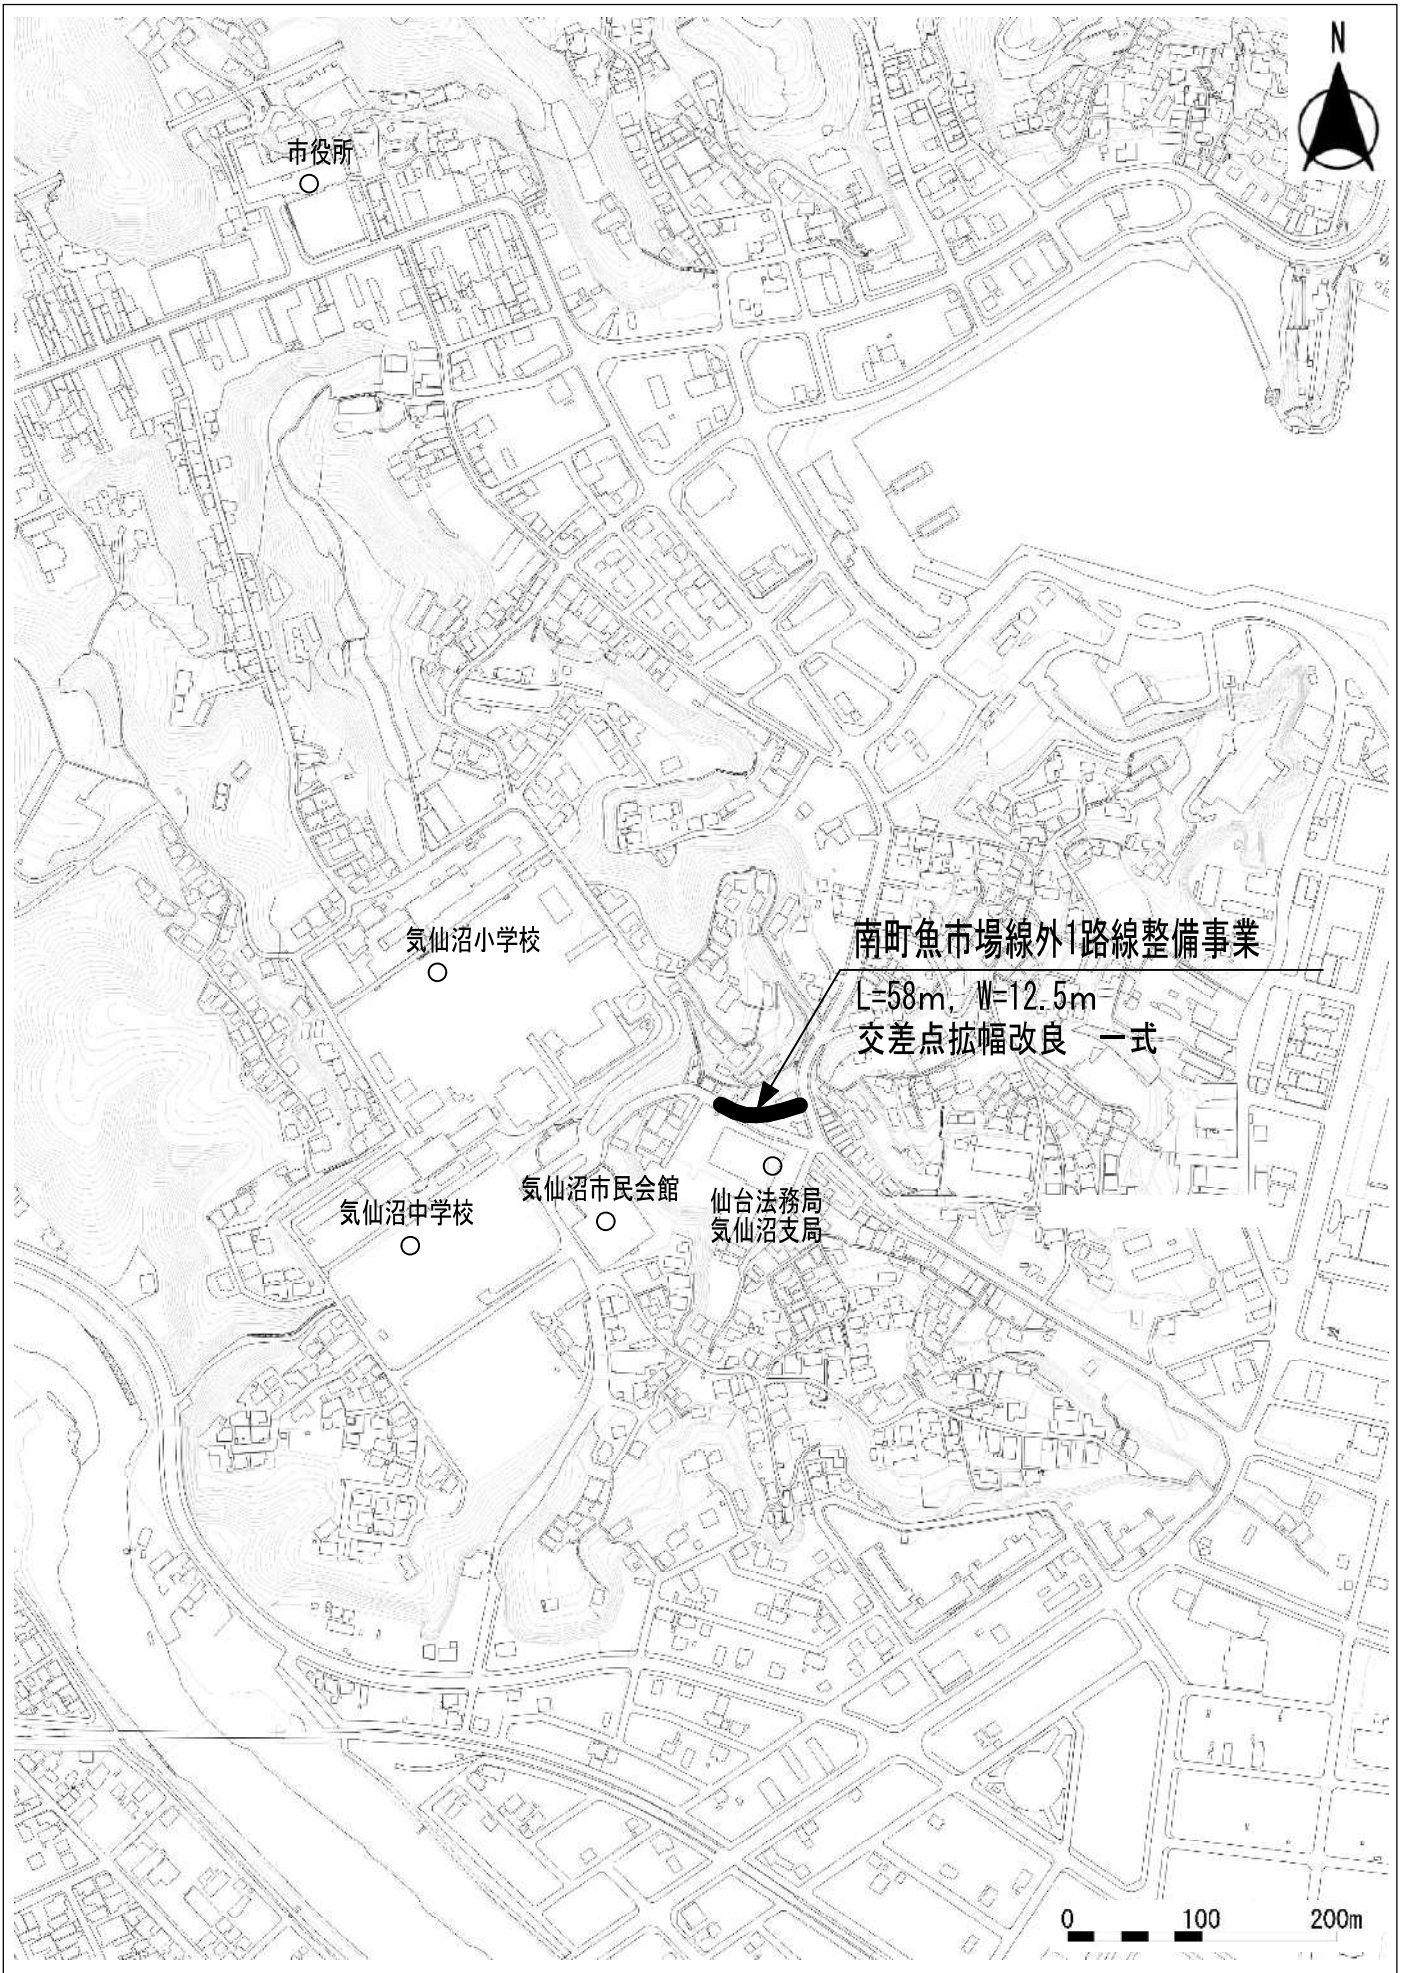 N
市役所
気仙沼小学校
南町魚市場線外1路線整備事業
L=58m, W=12.5m
交差点拡幅改良　一式
気仙沼市民会館
仙台法務局
気仙沼支局
気仙沼中学校
0 100 200m